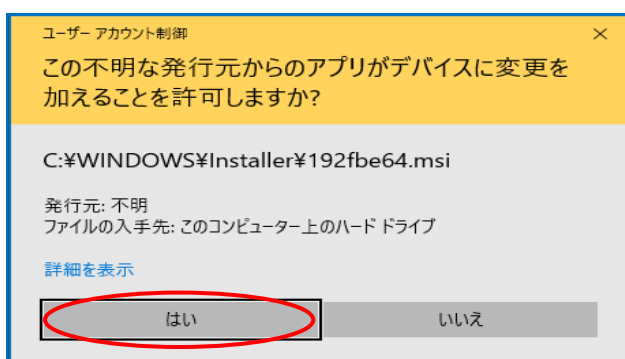 ユーザー アカウント制御
この不明な発行元からのアプリがデバイスに変更を
加えることを許可しますか?
C:¥WINDOWS¥Installer¥192fbe64.msi
発行元: 不明
ファイルの入手先: このコンピューター上のハード ドライブ
詳細を表示
はい
いいえ